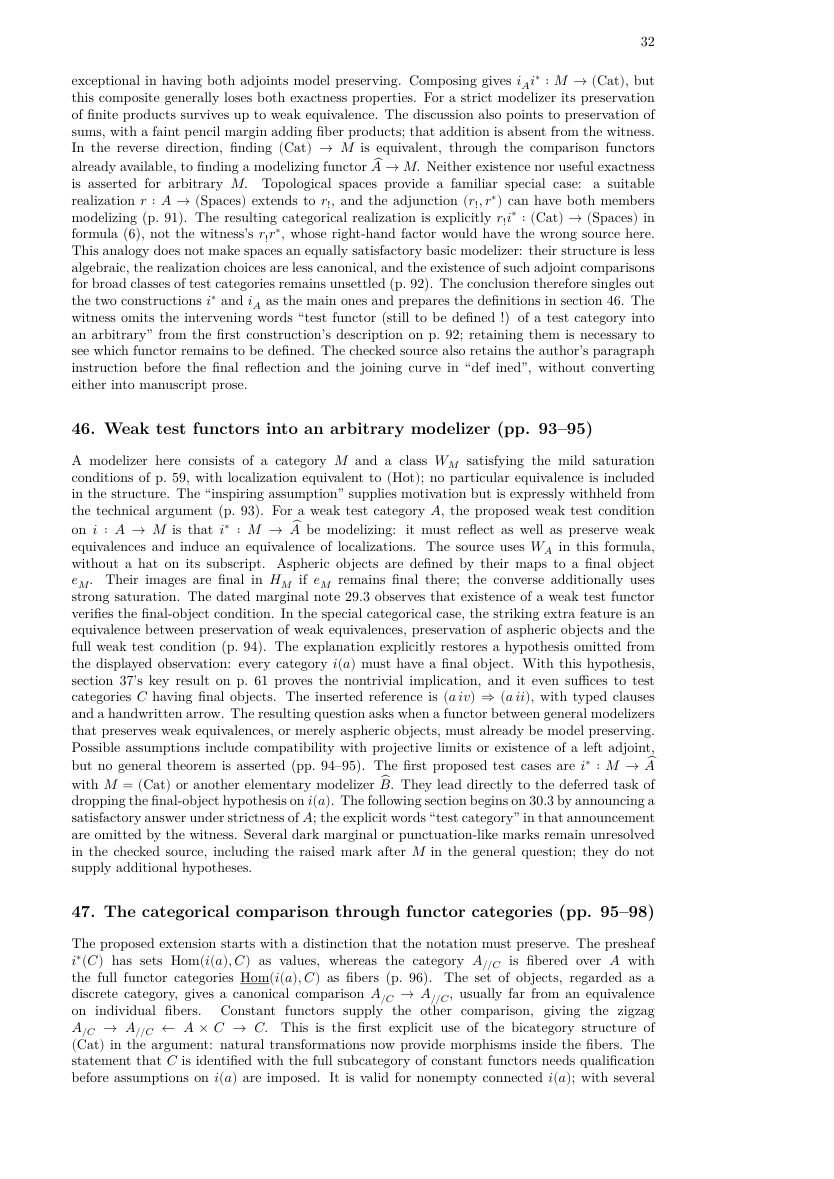 32
exceptional in having both adjoints model preserving. Composing gives i_A i* : M → (Cat), but
this composite generally loses both exactness properties. For a strict modelizer its preservation
of finite products survives up to weak equivalence. The discussion also points to preservation of
sums, with a faint pencil margin adding fiber products; that addition is absent from the witness.
In the reverse direction, finding (Cat) → M is equivalent, through the comparison functors
already available, to finding a modelizing functor Â → M. Neither existence nor useful exactness
is asserted for arbitrary M. Topological spaces provide a familiar special case: a suitable
realization r : A → (Spaces) extends to r_!, and the adjunction (r_!, r*) can have both members
modelizing (p. 91). The resulting categorical realization is explicitly r_! i* : (Cat) → (Spaces) in
formula (6), not the witness's r_! r*, whose right-hand factor would have the wrong source here.
This analogy does not make spaces an equally satisfactory basic modelizer: their structure is less
algebraic, the realization choices are less canonical, and the existence of such adjoint comparisons
for broad classes of test categories remains unsettled (p. 92). The conclusion therefore singles out
the two constructions i* and i_A as the main ones and prepares the definitions in section 46. The
witness omits the intervening words “test functor (still to be defined !) of a test category into
an arbitrary” from the first construction's description on p. 92; retaining them is necessary to
see which functor remains to be defined. The checked source also retains the author's paragraph
instruction before the final reflection and the joining curve in “def ined”, without converting
either into manuscript prose.
46. Weak test functors into an arbitrary modelizer (pp. 93–95)
A modelizer here consists of a category M and a class W_M satisfying the mild saturation
conditions of p. 59, with localization equivalent to (Hot); no particular equivalence is included
in the structure. The “inspiring assumption” supplies motivation but is expressly withheld from
the technical argument (p. 93). For a weak test category A, the proposed weak test condition
on i : A → M is that i* : M → Â be modelizing: it must reflect as well as preserve weak
equivalences and induce an equivalence of localizations. The source uses W_A in this formula,
without a hat on its subscript. Aspheric objects are defined by their maps to a final object
e_M. Their images are final in H_M if e_M remains final there; the converse additionally uses
strong saturation. The dated marginal note 29.3 observes that existence of a weak test functor
verifies the final-object condition. In the special categorical case, the striking extra feature is an
equivalence between preservation of weak equivalences, preservation of aspheric objects and the
full weak test condition (p. 94). The explanation explicitly restores a hypothesis omitted from
the displayed observation: every category i(a) must have a final object. With this hypothesis,
section 37's key result on p. 61 proves the nontrivial implication, and it even suffices to test
categories C having final objects. The inserted reference is (a iv) ⇒ (a ii), with typed clauses
and a handwritten arrow. The resulting question asks when a functor between general modelizers
that preserves weak equivalences, or merely aspheric objects, must already be model preserving.
Possible assumptions include compatibility with projective limits or existence of a left adjoint,
but no general theorem is asserted (pp. 94–95). The first proposed test cases are i* : M → Â
with M = (Cat) or another elementary modelizer B̂. They lead directly to the deferred task of
dropping the final-object hypothesis on i(a). The following section begins on 30.3 by announcing a
satisfactory answer under strictness of A; the explicit words “test category” in that announcement
are omitted by the witness. Several dark marginal or punctuation-like marks remain unresolved
in the checked source, including the raised mark after M in the general question; they do not
supply additional hypotheses.
47. The categorical comparison through functor categories (pp. 95–98)
The proposed extension starts with a distinction that the notation must preserve. The presheaf
i*(C) has sets Hom(i(a), C) as values, whereas the category A_//C is fibered over A with
the full functor categories Hom(i(a), C) as fibers (p. 96). The set of objects, regarded as a
discrete category, gives a canonical comparison A_/C → A_//C, usually far from an equivalence
on individual fibers. Constant functors supply the other comparison, giving the zigzag
A_/C → A_//C ← A × C → C. This is the first explicit use of the bicategory structure of
(Cat) in the argument: natural transformations now provide morphisms inside the fibers. The
statement that C is identified with the full subcategory of constant functors needs qualification
before assumptions on i(a) are imposed. It is valid for nonempty connected i(a); with several